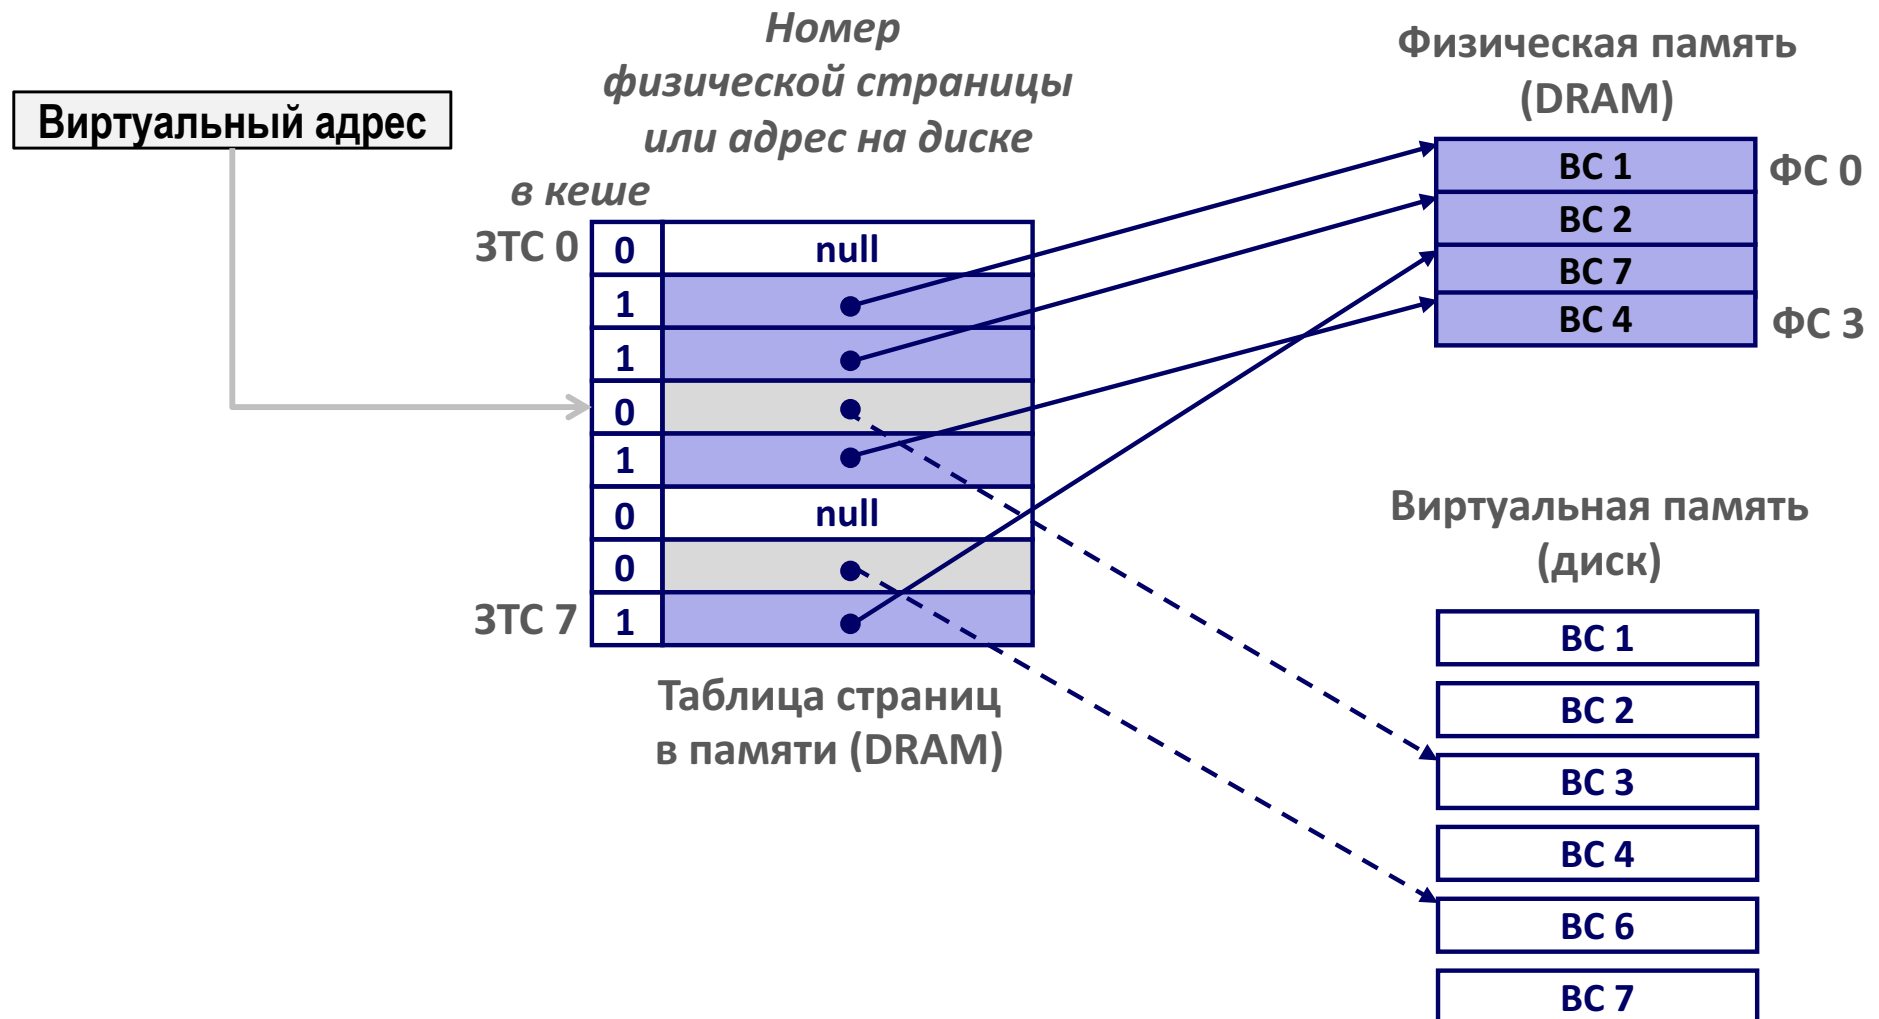 Номер
физической страницы
или адрес на диске
Физическая память
(DRAM)
Виртуальный адрес
в кеше
ЗТС 0
0
null
1
1
0
1
0
null
0
ЗТС 7
1
Таблица страниц
в памяти (DRAM)
ВС 1
ФС 0
ВС 2
ВС 7
ВС 4
ФС 3
Виртуальная память
(диск)
ВС 1
ВС 2
ВС 3
ВС 4
ВС 6
ВС 7